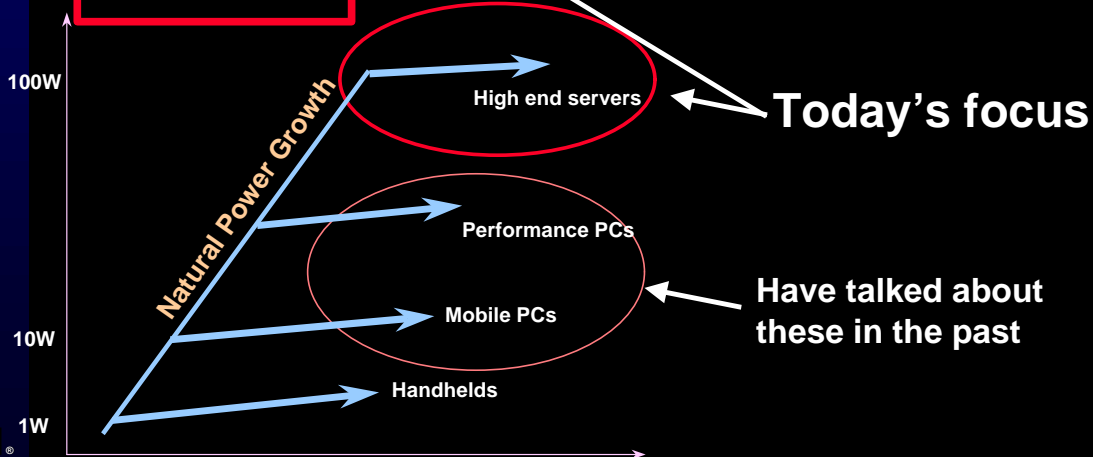 100W
High end servers
Today's focus
Natural Power Growth
Performance PCs
Have talked about
these in the past
Mobile PCs
10W
Handhelds
1W
®